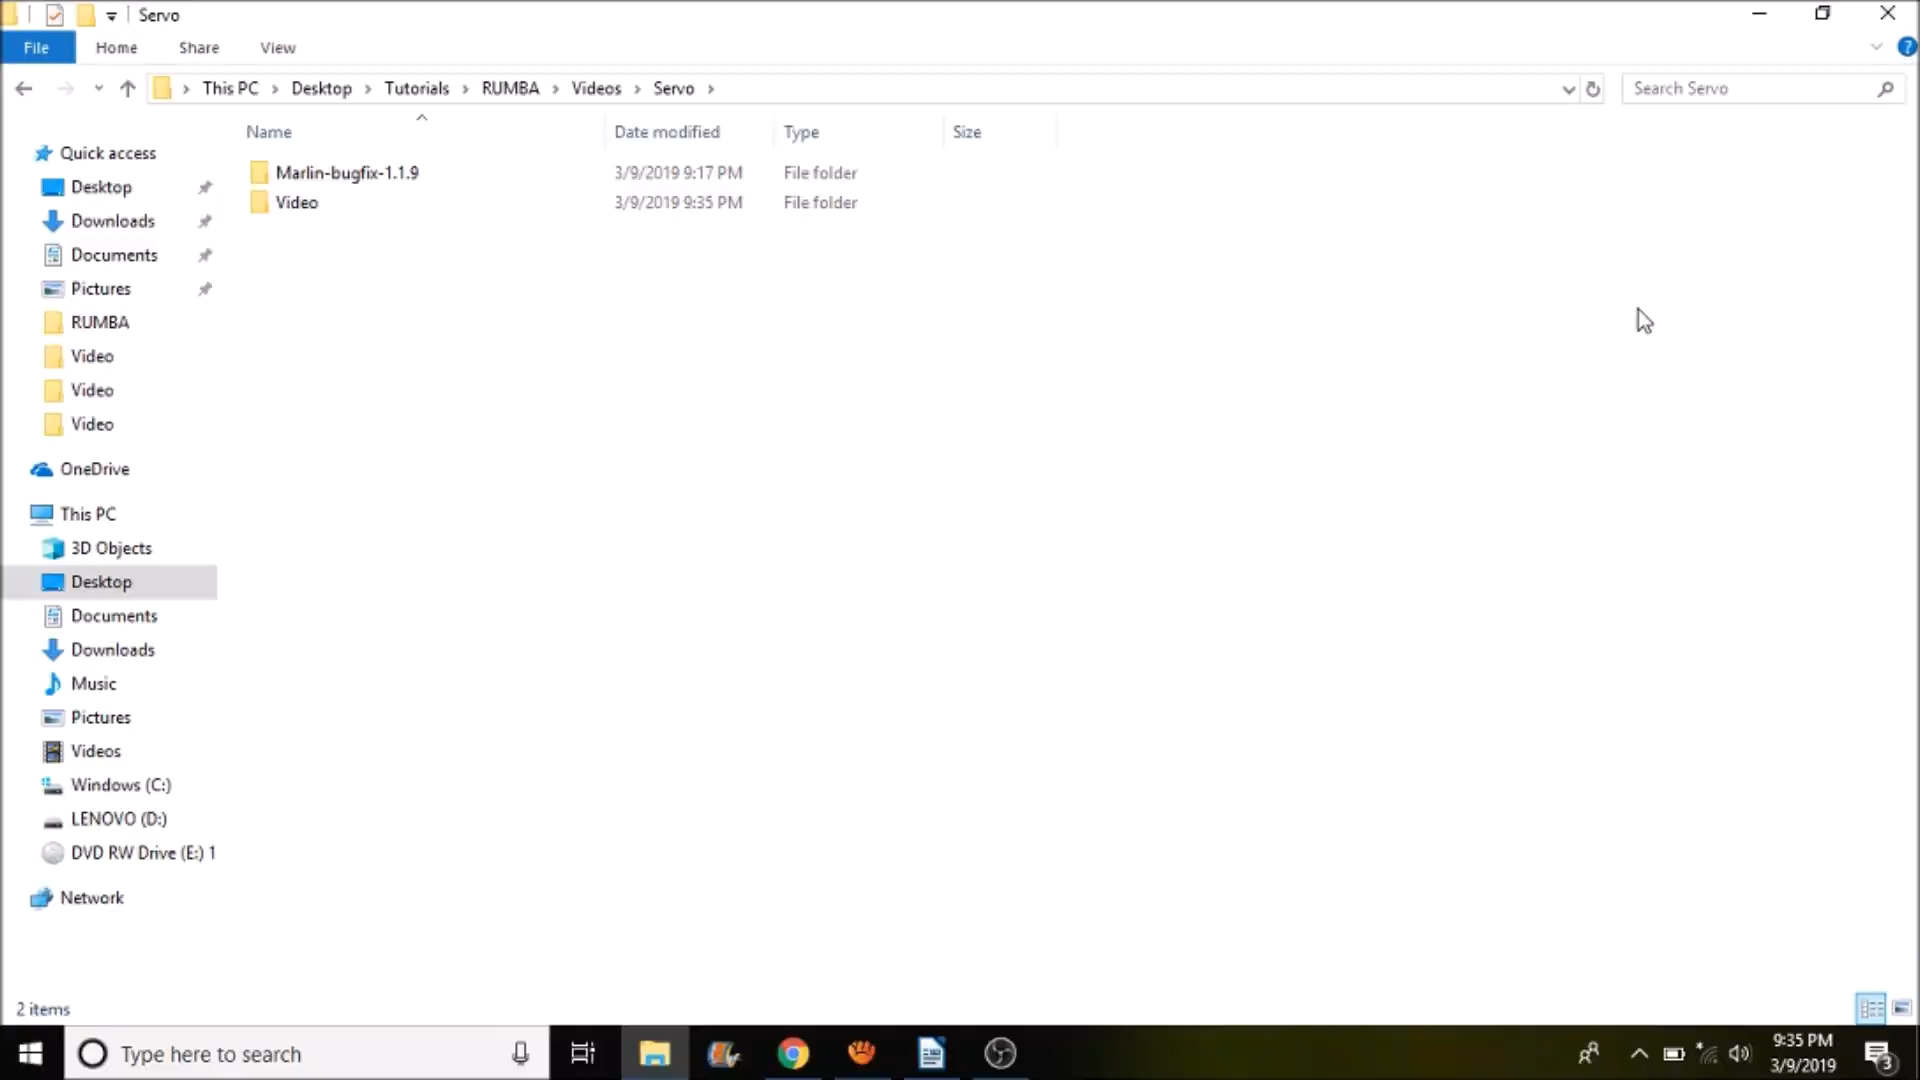 Servo
File Home Share View
This PC Desktop Tutorials RUMBA Videos Servo
Search Servo
Name Date modified Type Size
Marlin-bugfix-1.1.9 3/9/2019 9:17 PM File folder
Video 3/9/2019 9:35 PM File folder
Quick access
Desktop
Downloads
Documents
Pictures
RUMBA
Video
Video
Video
OneDrive
This PC
3D Objects
Desktop
Documents
Downloads
Music
Pictures
Videos
Windows (C:)
LENOVO (D:)
DVD RW Drive (E:) 1
Network
2 items
Type here to search
9:35 PM
3/9/2019
3